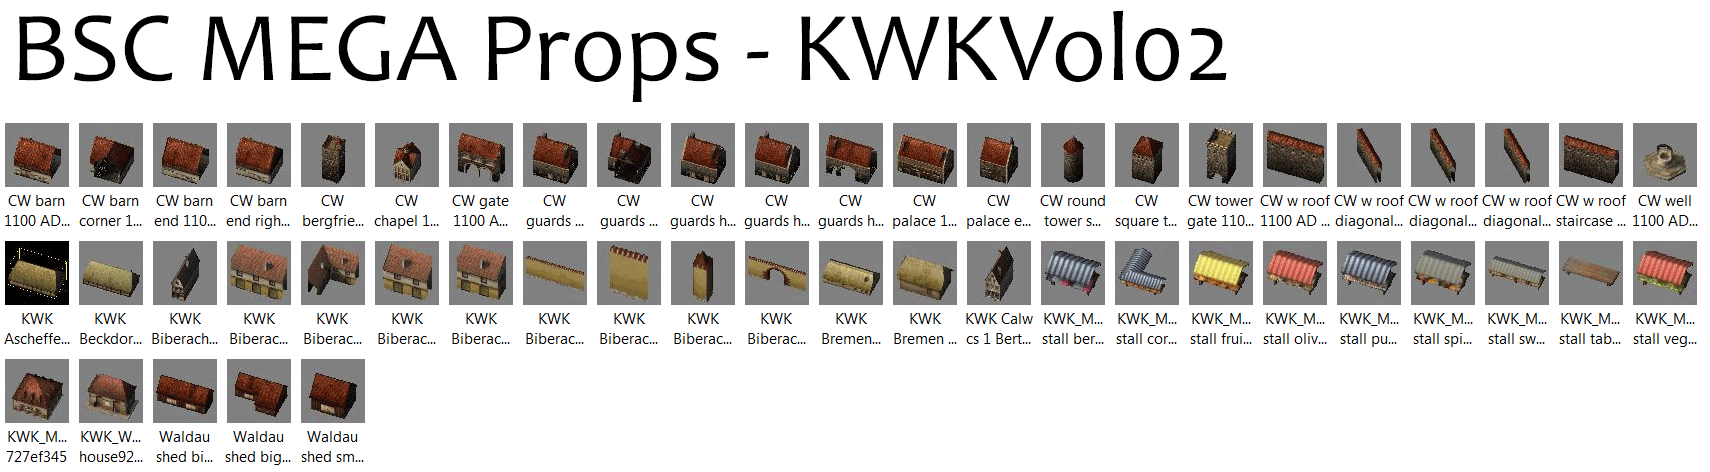 BSC MEGA Props - KWKVol02
CW barn CW barn CW barn CW barn CW CW CW gate CW CW CW CW CW CW CW CW round CW CW tower CW w roof CW w roof CW w roof CW w roof CW w roof CW well
1100 AD... corner 1... end 110... end righ... bergfrie... chapel 1... 1100 A... guards ... guards ... guards h... guards h... guards h... palace 1... palace e... tower s... square t... gate 110... 1100 AD ... diagonal... diagonal... diagonal... staircase ... 1100 AD...
KWK KWK KWK KWK KWK KWK KWK KWK KWK KWK KWK KWK KWK KWK Calw KWK_M... KWK_M... KWK_M... KWK_M... KWK_M... KWK_M... KWK_M... KWK_M... KWK_M...
Ascheffe... Beckdor... Biberach... Biberac... Biberac... Biberac... Biberac... Biberac... Biberac... Biberac... Biberac... Bremen... Bremen ... cs 1 Bert... stall ber... stall cor... stall frui... stall oliv... stall pu... stall spi... stall sw... stall tab... stall veg...
KWK_M... KWK_W... Waldau Waldau Waldau
727ef345 house92... shed bi... shed big... shed sm...